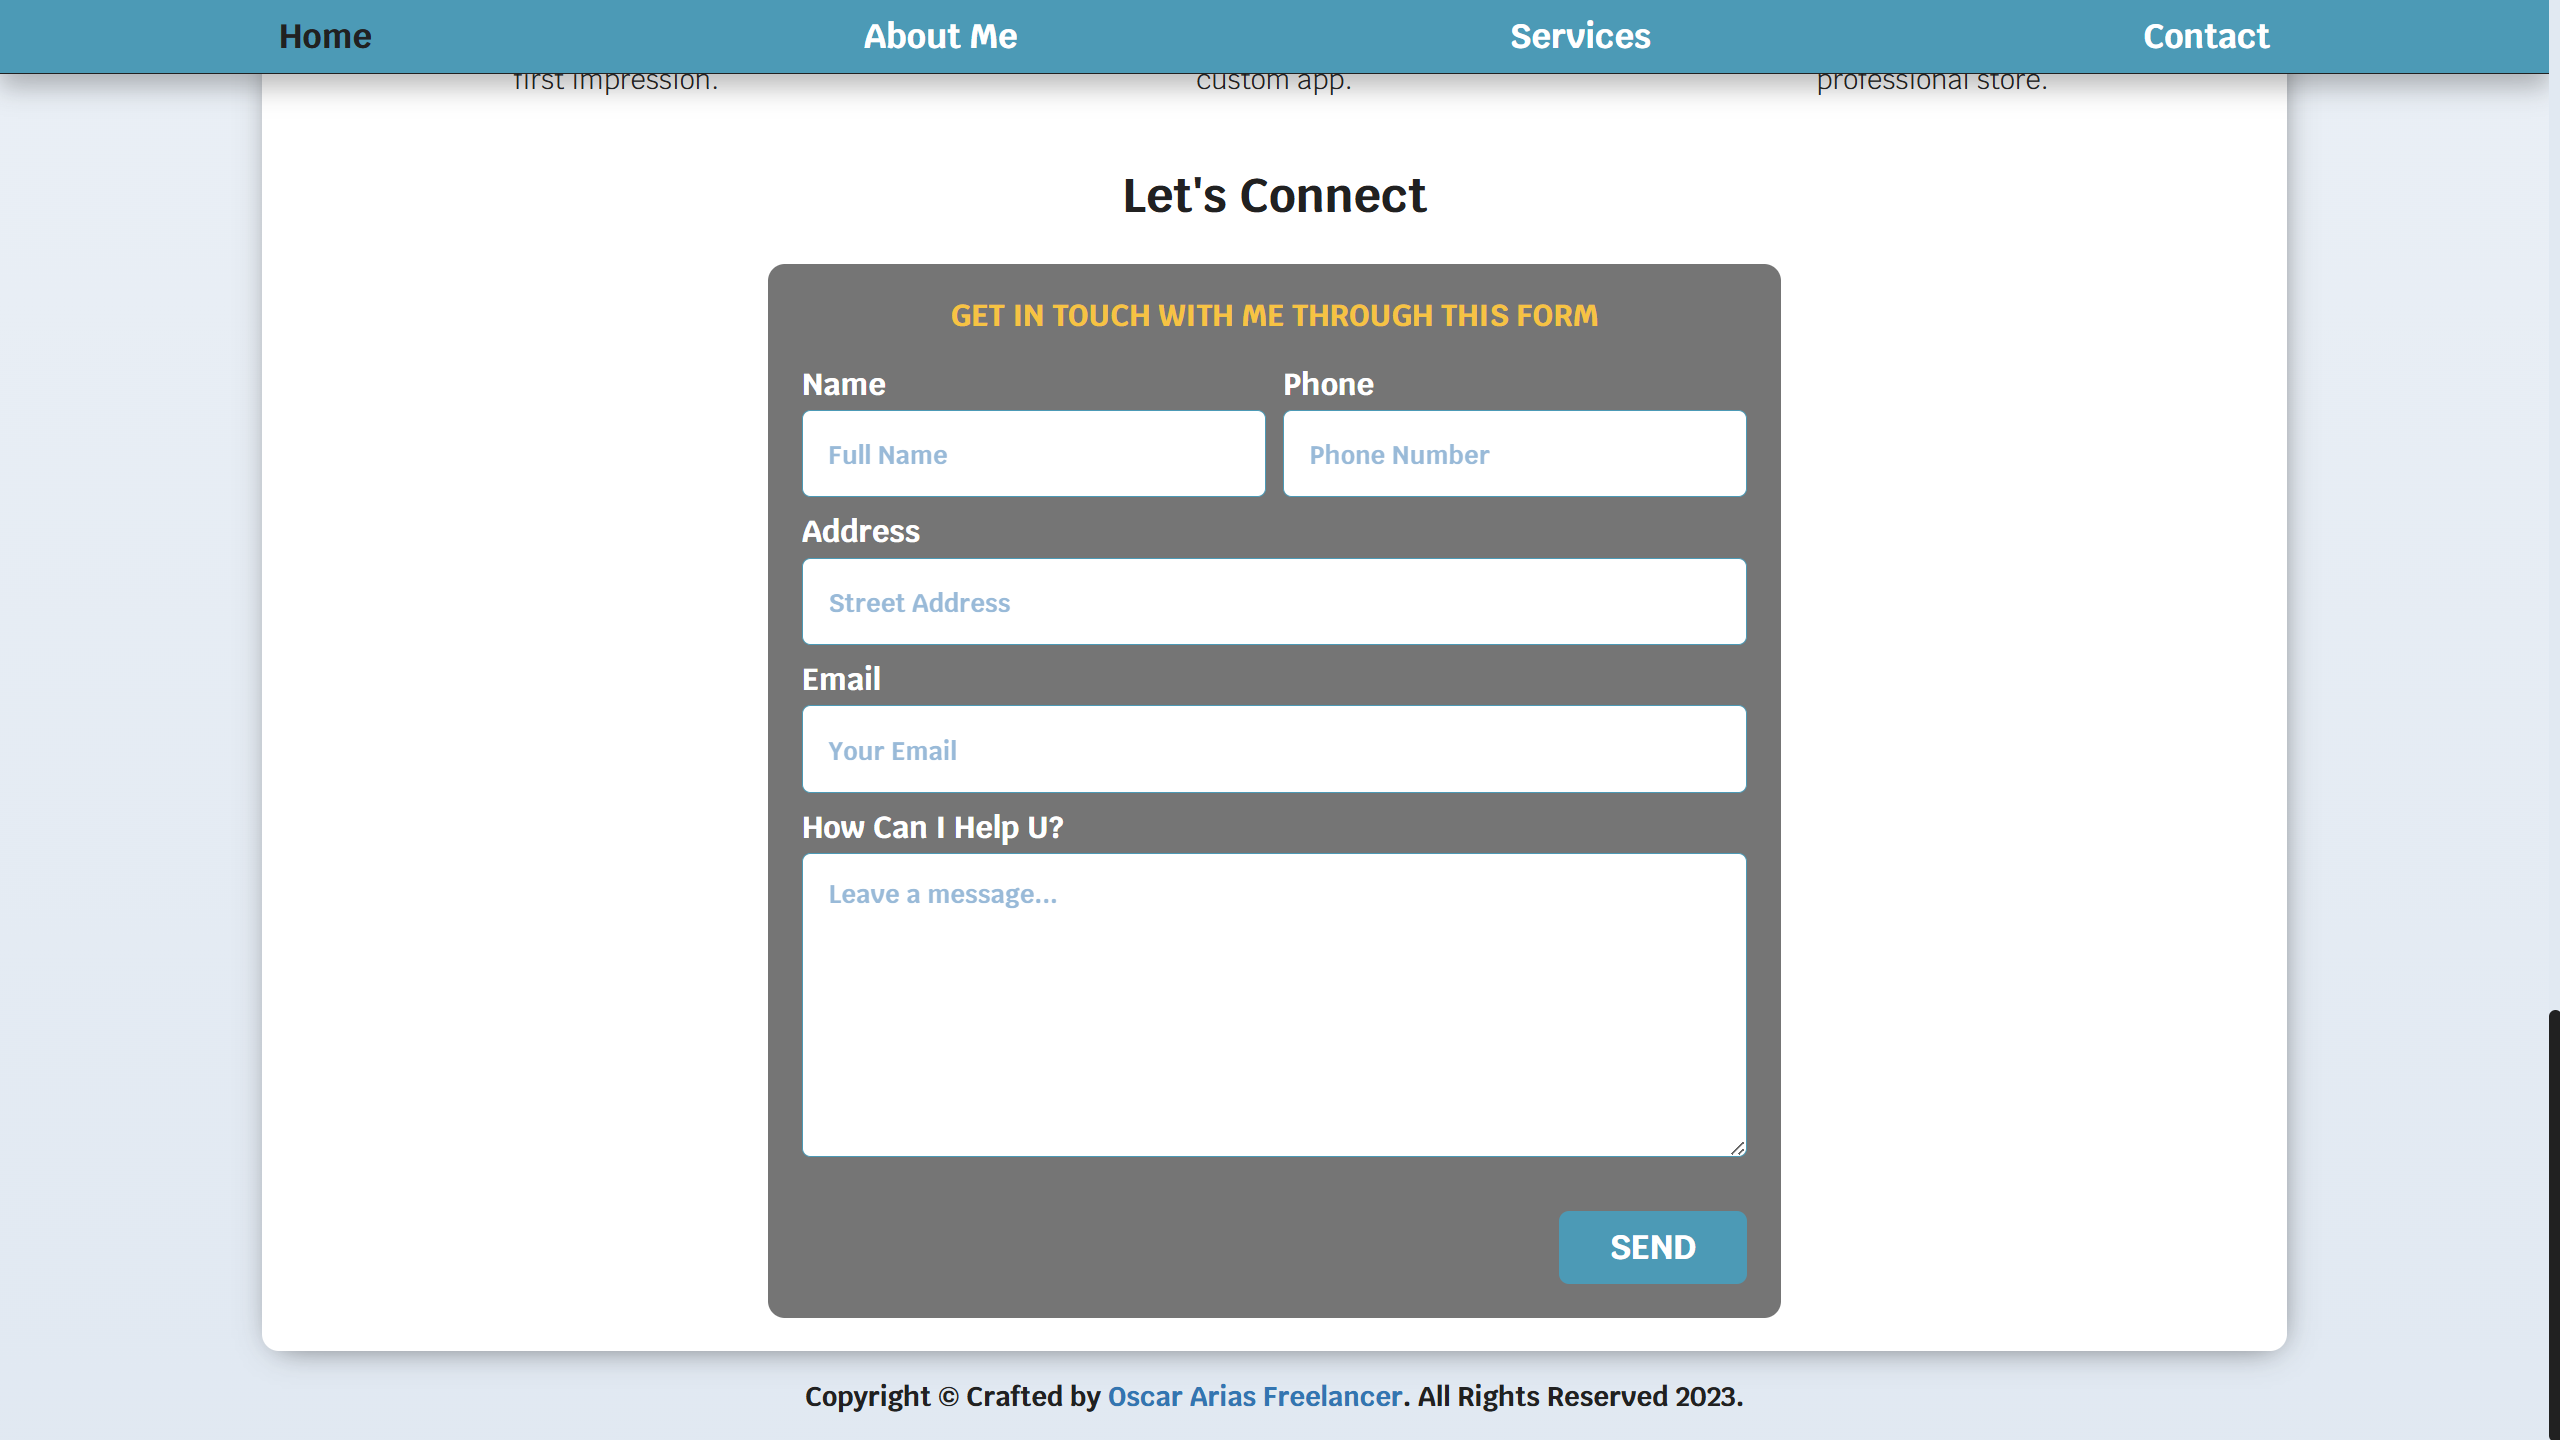 Home About Me Services Contact
first impression. custom app. professional store.
Let's Connect
GET IN TOUCH WITH ME THROUGH THIS FORM
Name Phone
Full Name Phone Number
Address
Street Address
Email
Your Email
How Can I Help U?
Leave a message...
SEND
Copyright © Crafted by Oscar Arias Freelancer. All Rights Reserved 2023.